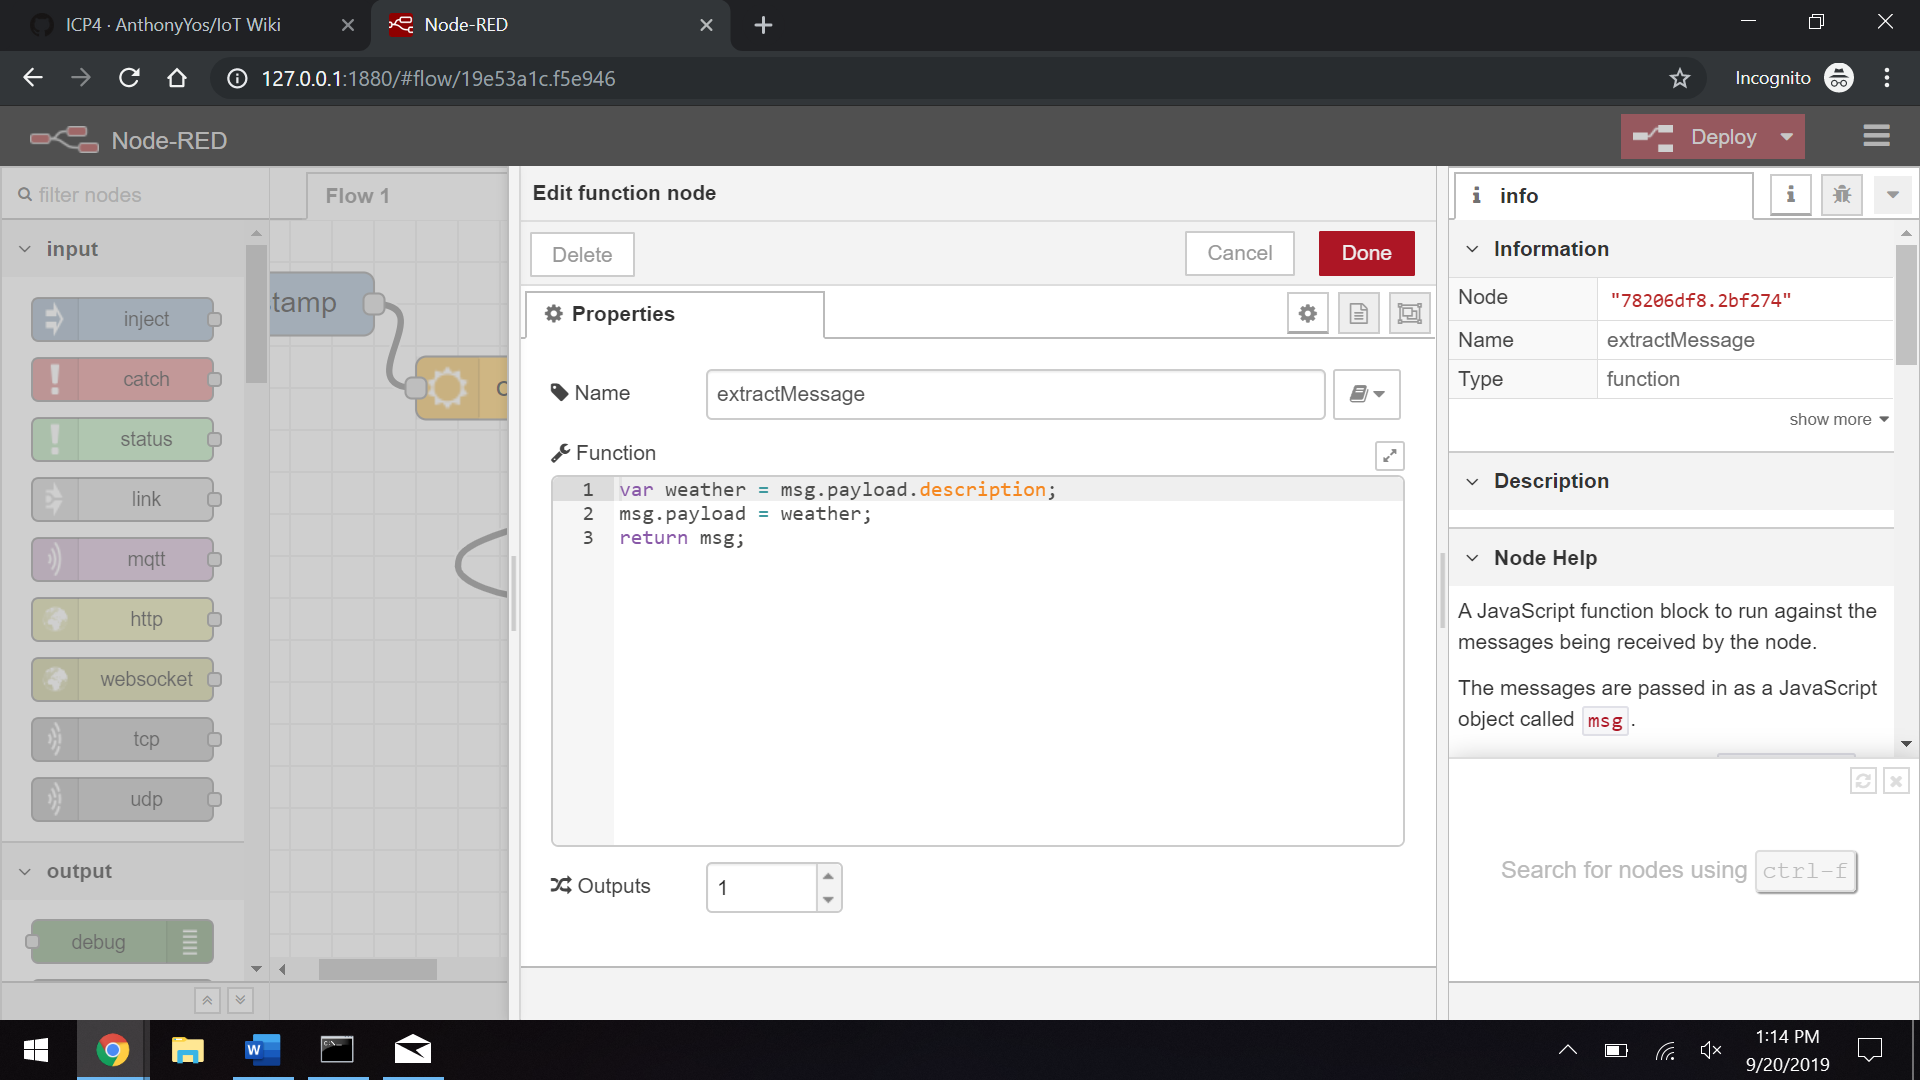 ICP4 · AnthonyYos/IoT Wiki
Node-RED
127.0.0.1:1880/#flow/19e53a1c.f5e946
Incognito
Node-RED
Deploy
filter nodes
input
inject
catch
status
link
mqtt
http
websocket
tcp
udp
output
debug
Flow 1
tamp
Edit function node
Delete
Cancel
Done
Properties
Name
extractMessage
Function
1 var weather = msg.payload.description;
2 msg.payload = weather;
3 return msg;
Outputs
1
info
Information
Node "78206df8.2bf274"
Name extractMessage
Type function
show more
Description
Node Help
A JavaScript function block to run against the
messages being received by the node.
The messages are passed in as a JavaScript
object called msg .
Search for nodes using ctrl-f
1:14 PM
9/20/2019